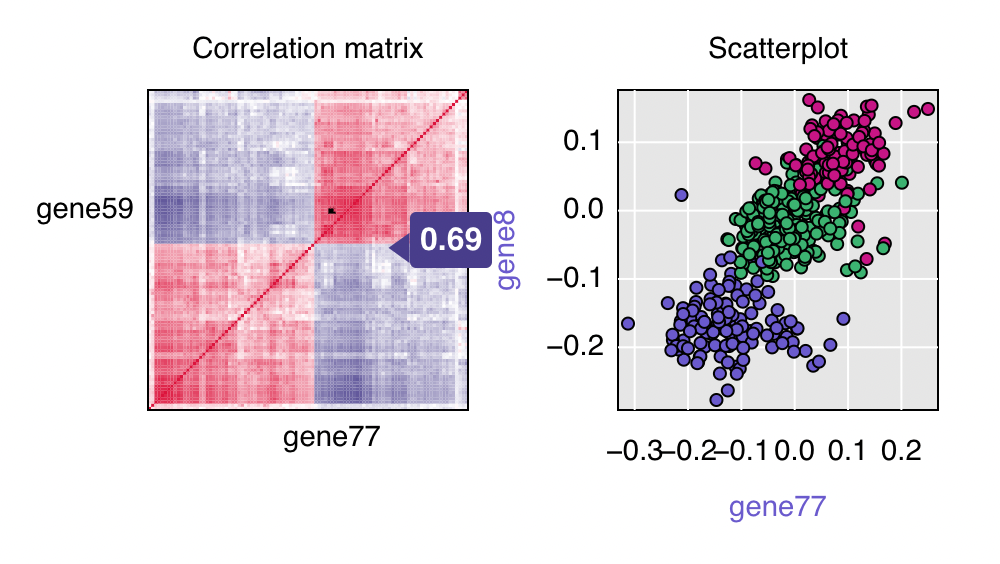 Correlation matrix
gene59
0.69
gene77
Scatterplot
gene8
0.1
0.0
−0.1
−0.2
−0.3 −0.2 −0.1 0.0 0.1 0.2
gene77